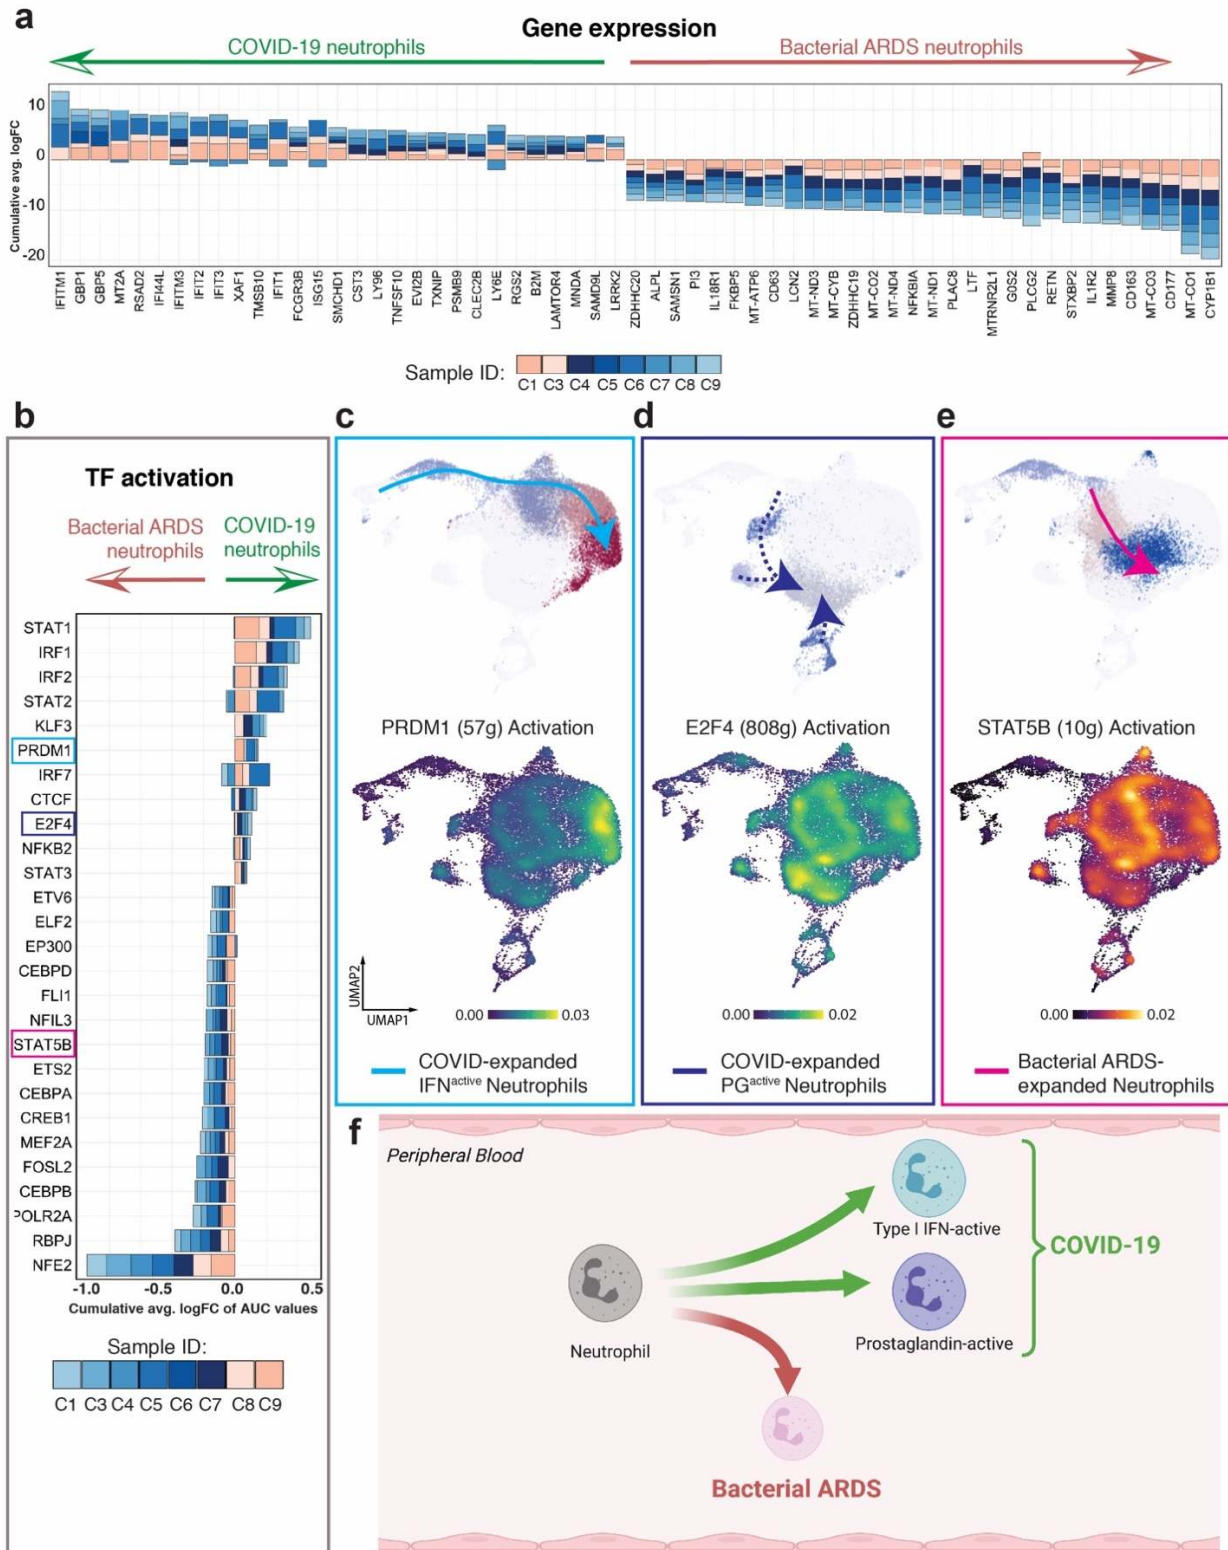 a
Gene expression
COVID-19 neutrophils
Bacterial ARDS neutrophils
Cumulative avg. logFC
10
0
-10
-20
IFITM1
GBP1
GBP5
MT2A
RSAD2
IFI44L
IFITM3
IFIT2
IFIT3
XAF1
TMSB10
IFIT1
FCGR3B
ISG15
SMCHD1
CST3
LY96
TNFSF10
EVI2B
TXNIP
PSMB9
CLEC2B
LY6E
RGS2
B2M
LAMTOR4
MNDA
SAMD9L
LRRK2
ZDHHC20
ALPL
SAMSN1
PI3
IL18R1
FKBP5
MT-ATP6
CD63
LCN2
MT-ND3
MT-CYB
ZDHHC19
MT-CO2
MT-ND4
NFKBIA
MT-ND1
PLAC8
LTF
MTRNR2L1
G0S2
PLCG2
RETN
STXBP2
IL1R2
MMP8
CD163
MT-CO3
CD177
MT-CO1
CYP1B1
Sample ID:
C1 C3 C4 C5 C6 C7 C8 C9
b
TF activation
Bacterial ARDS
neutrophils
COVID-19
neutrophils
STAT1
IRF1
IRF2
STAT2
KLF3
PRDM1
IRF7
CTCF
E2F4
NFKB2
STAT3
ETV6
ELF2
EP300
CEBPD
FLI1
NFIL3
STAT5B
ETS2
CEBPA
CREB1
MEF2A
FOSL2
CEBPB
POLR2A
RBPJ
NFE2
-1.0 -0.5 0.0 0.5
Cumulative avg. logFC of AUC values
Sample ID:
C1 C3 C4 C5 C6 C7 C8 C9
c
PRDM1 (57g) Activation
UMAP2
UMAP1
0.00 0.03
COVID-expanded
IFNactive Neutrophils
d
E2F4 (808g) Activation
0.00 0.02
COVID-expanded
PGactive Neutrophils
e
STAT5B (10g) Activation
0.00 0.02
Bacterial ARDS-
expanded Neutrophils
f
Peripheral Blood
Neutrophil
Type I IFN-active
Prostaglandin-active
COVID-19
Bacterial ARDS